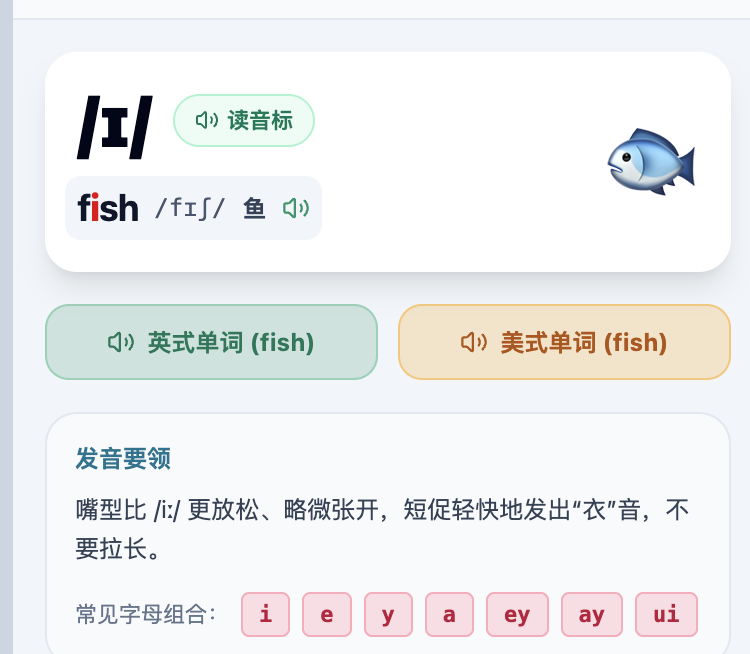 /ɪ/ 读音标
fish /fɪʃ/ 鱼
英式单词 (fish) 美式单词 (fish)
发音要领
嘴型比 /iː/ 更放松、略微张开，短促轻快地发出“衣”音，不
要拉长。
常见字母组合： i e y a ey ay ui